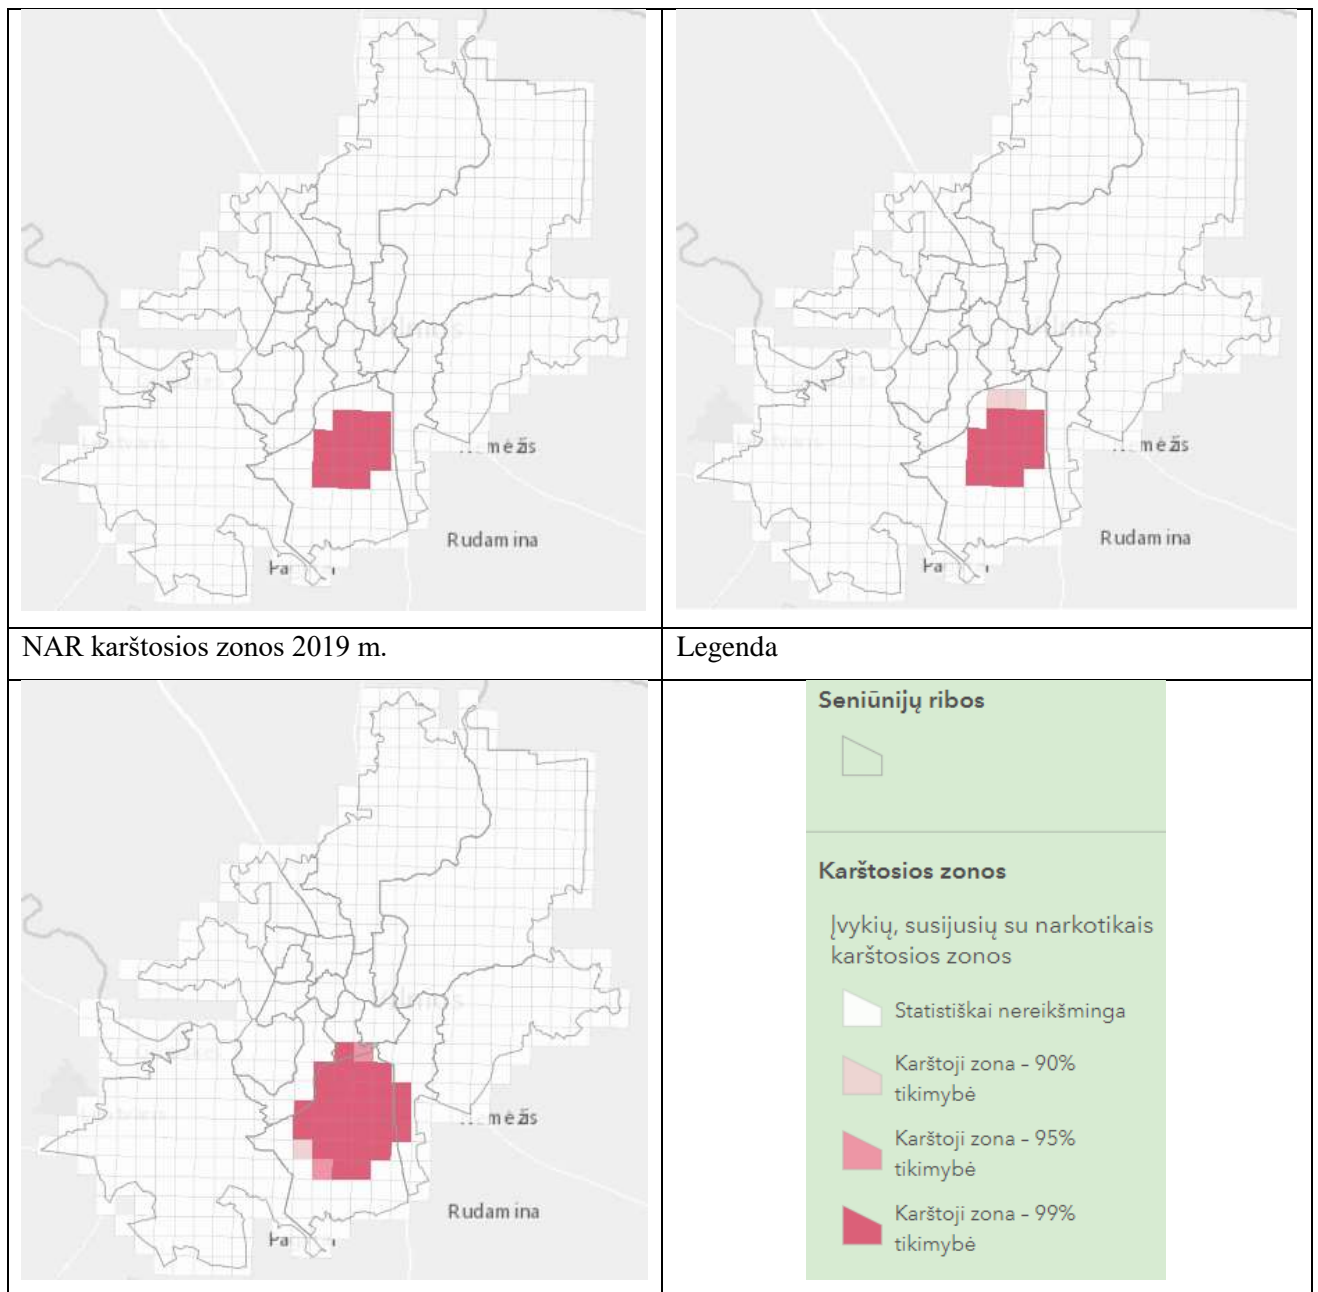 mėžis
Rudamina
mėžis
Rudamina
NAR karštosios zonos 2019 m.
Legenda
mėžis
Rudamina
Seniūnijų ribos
Karštosios zonos
Įvykių, susijusių su narkotikais
karštosios zonos
Statistiškai nereikšminga
Karštoji zona - 90%
tikimybė
Karštoji zona - 95%
tikimybė
Karštoji zona - 99%
tikimybė